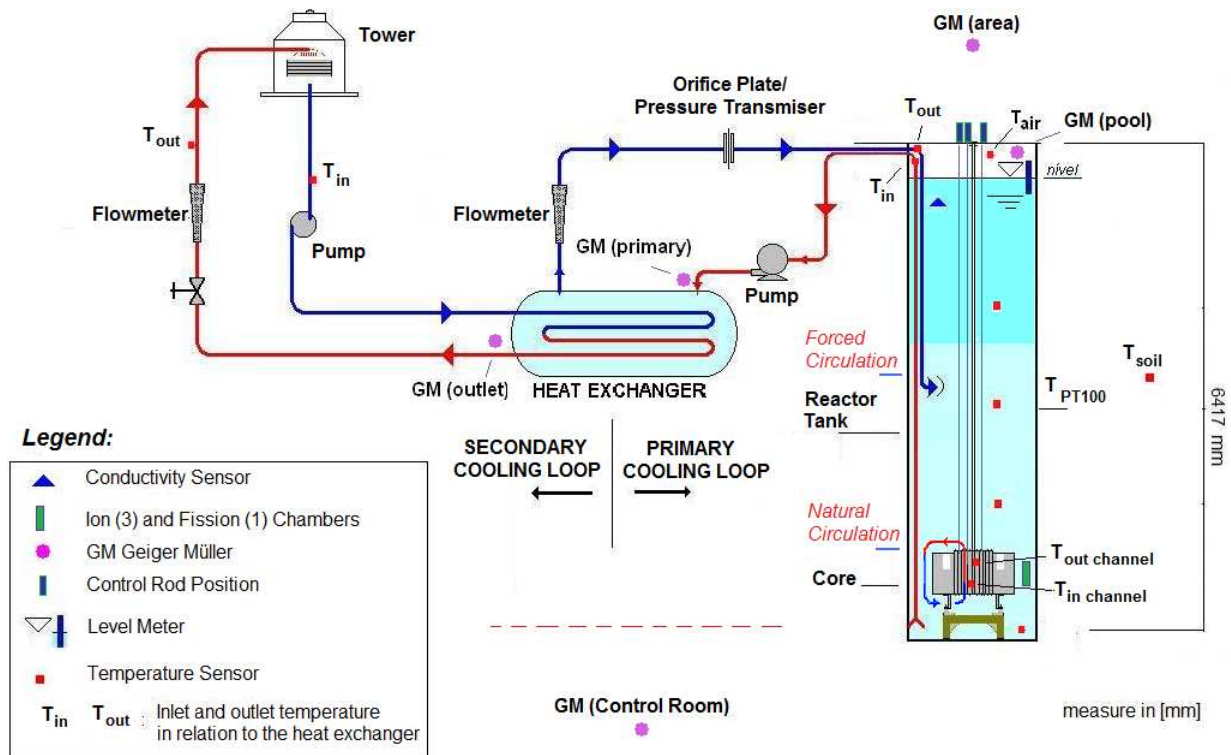 GM (area)
Tower
Orifice Plate/
Pressure Transmiser
Tout
Tair
GM (pool)
Tout
Tin
Tin
nível
Flowmeter
Flowmeter
Pump
GM (primary)
Pump
Forced
Circulation
Tsoil
GM (outlet)
HEAT EXCHANGER
TPT100
Reactor
Tank
6417 mm
Legend:
SECONDARY
COOLING LOOP
PRIMARY
COOLING LOOP
Conductivity Sensor
Ion (3) and Fission (1) Chambers
Natural
Circulation
GM Geiger Müller
Tout channel
Control Rod Position
Core
Tin channel
Level Meter
Temperature Sensor
Tin Tout : Inlet and outlet temperature
in relation to the heat exchanger
GM (Control Room)
measure in [mm]